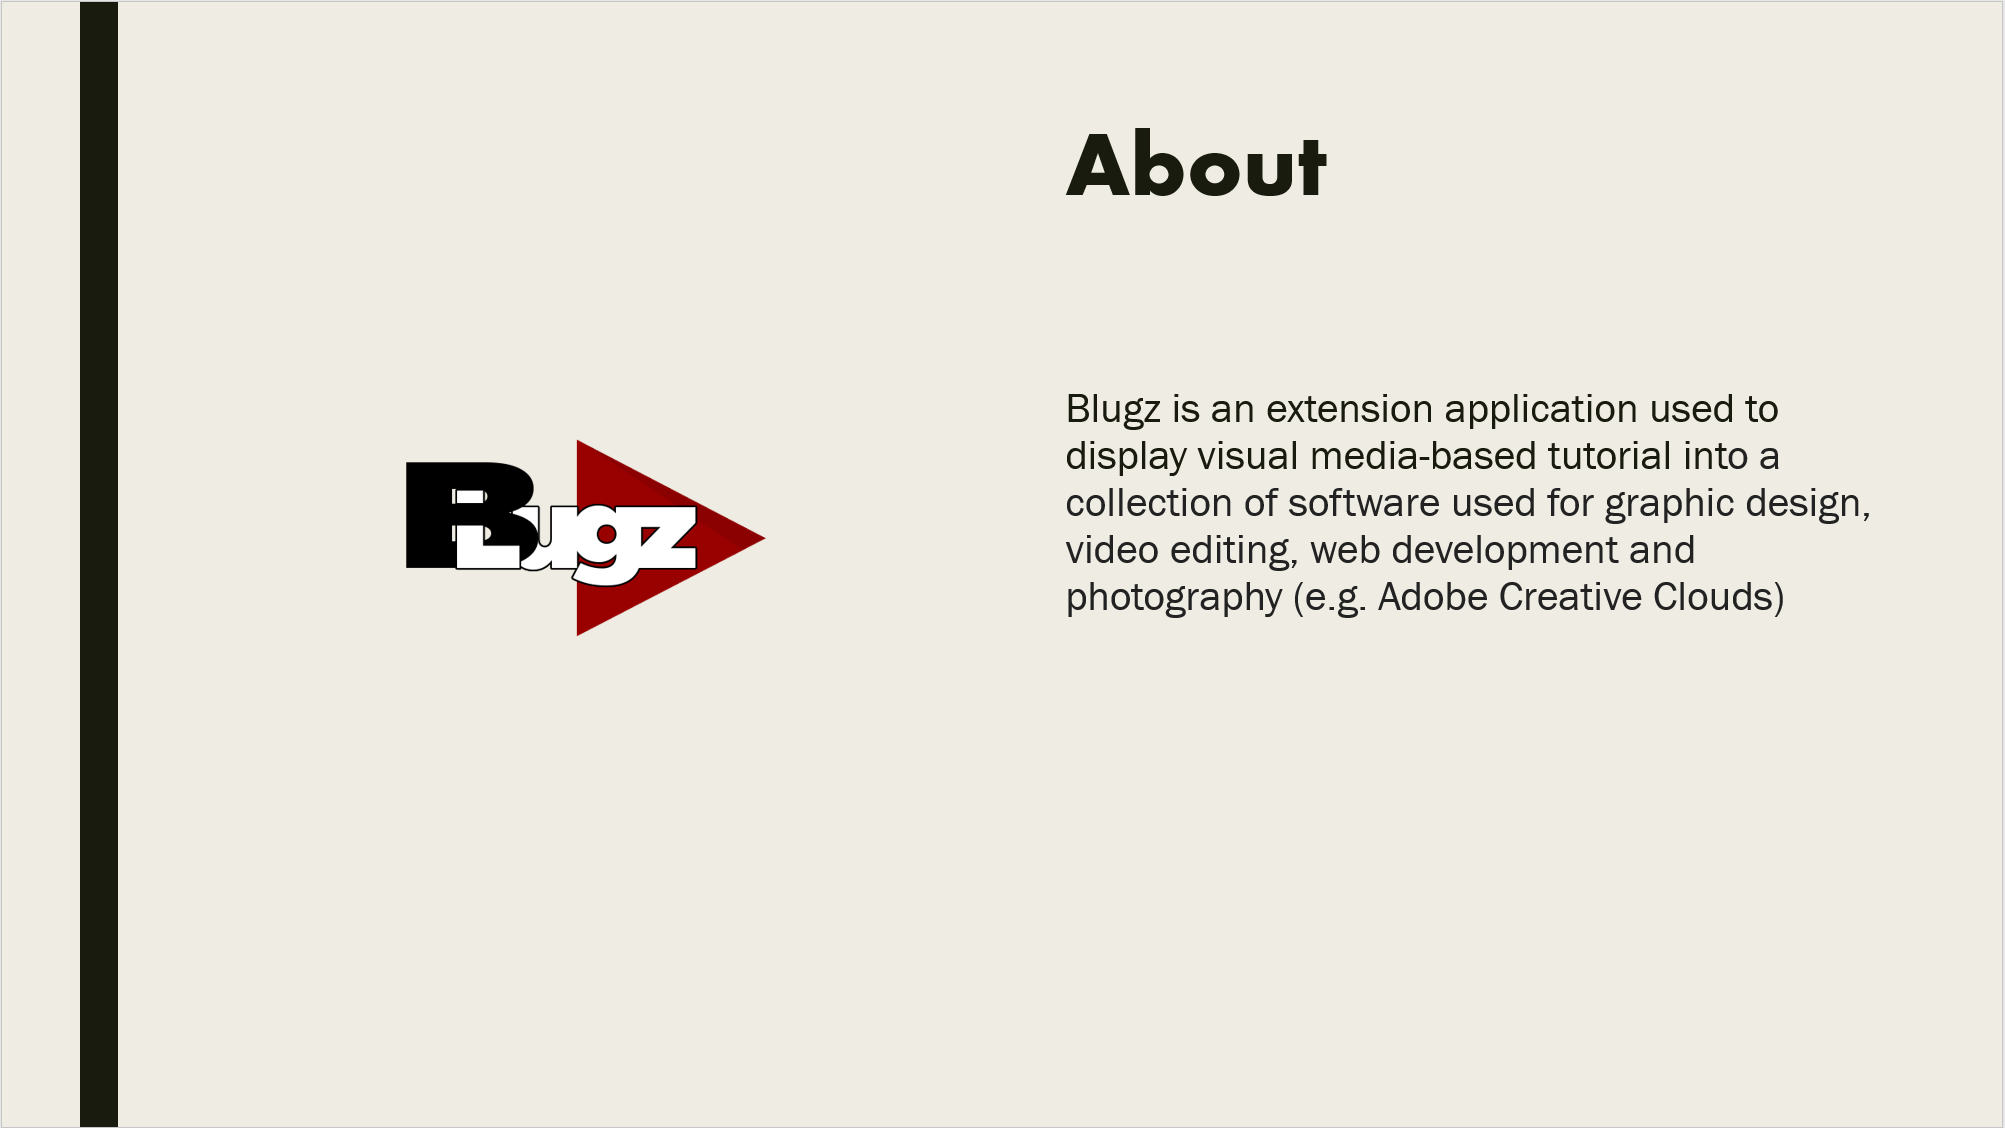 About
Blugz
Blugz is an extension application used to
display visual media-based tutorial into a
collection of software used for graphic design,
video editing, web development and
photography (e.g. Adobe Creative Clouds)